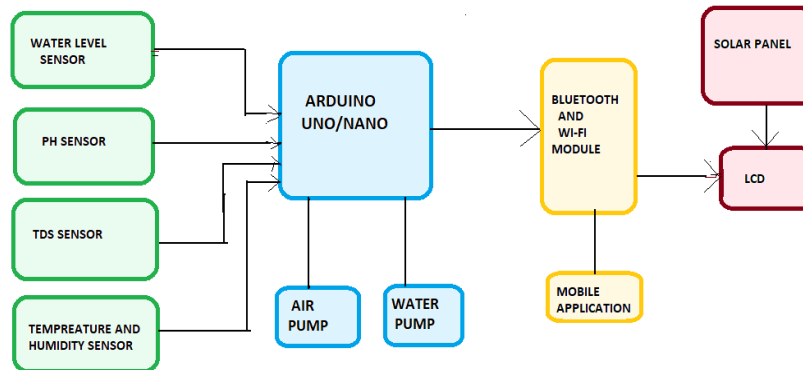 WATER LEVEL
SENSOR
PH SENSOR
TDS SENSOR
TEMPREATURE AND
HUMIDITY SENSOR
ARDUINO
UNO/NANO
AIR
PUMP
WATER
PUMP
BLUETOOTH
AND
WI-FI
MODULE
MOBILE
APPLICATION
SOLAR PANEL
LCD